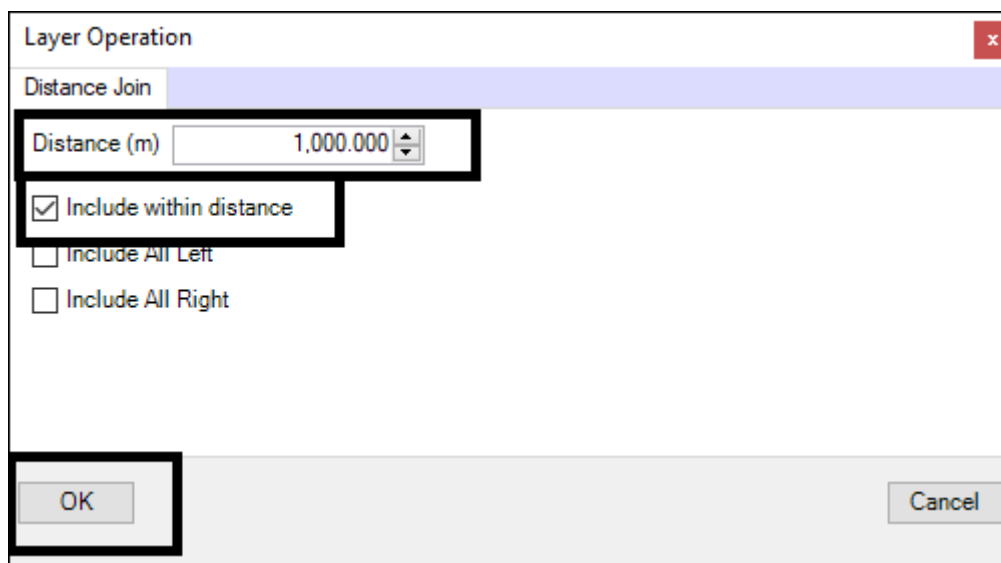 Layer Operation
x
Distance Join
Distance (m) 1,000.000
Include within distance
Include All Left
Include All Right
OK
Cancel